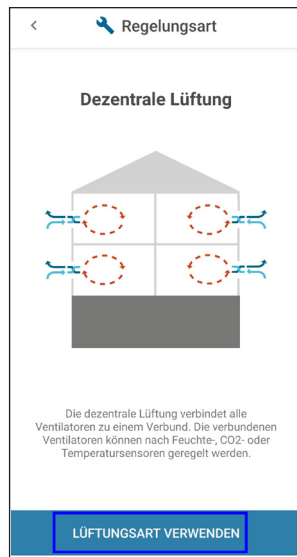 Regelungsart
Dezentrale Lüftung
Die dezentrale Lüftung verbindet alle
Ventilatoren zu einem Verbund. Die verbundenen
Ventilatoren können nach Feuchte-, CO2- oder
Temperatursensoren geregelt werden.
LÜFTUNGSART VERWENDEN